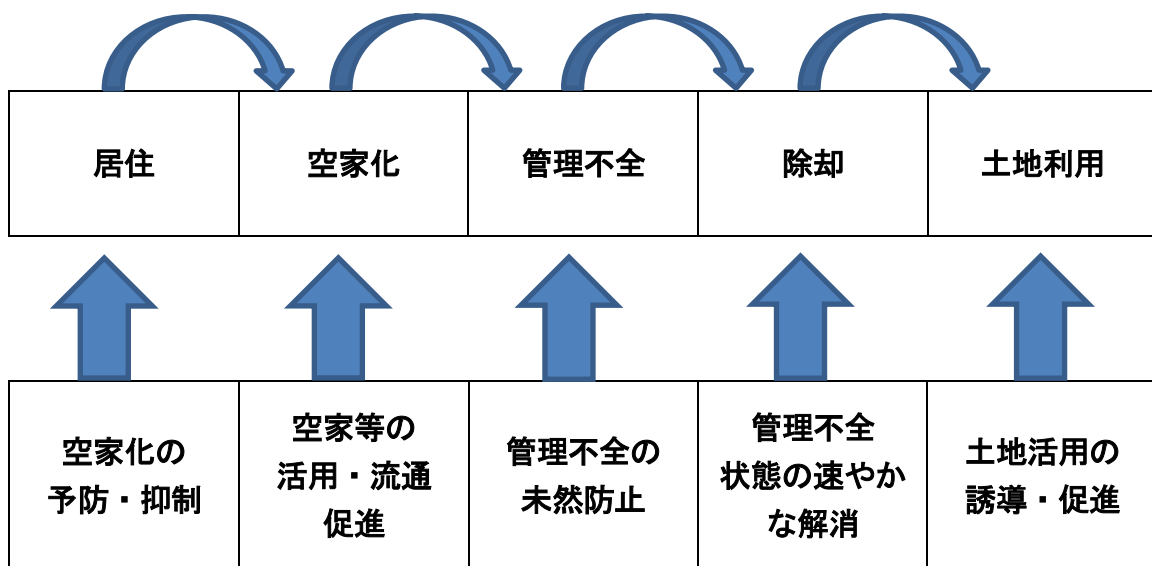 居住
空家化
管理不全
除却
土地利用
空家化の
予防・抑制
空家等の
活用・流通
促進
管理不全の
未然防止
管理不全
状態の速やか
な解消
土地活用の
誘導・促進